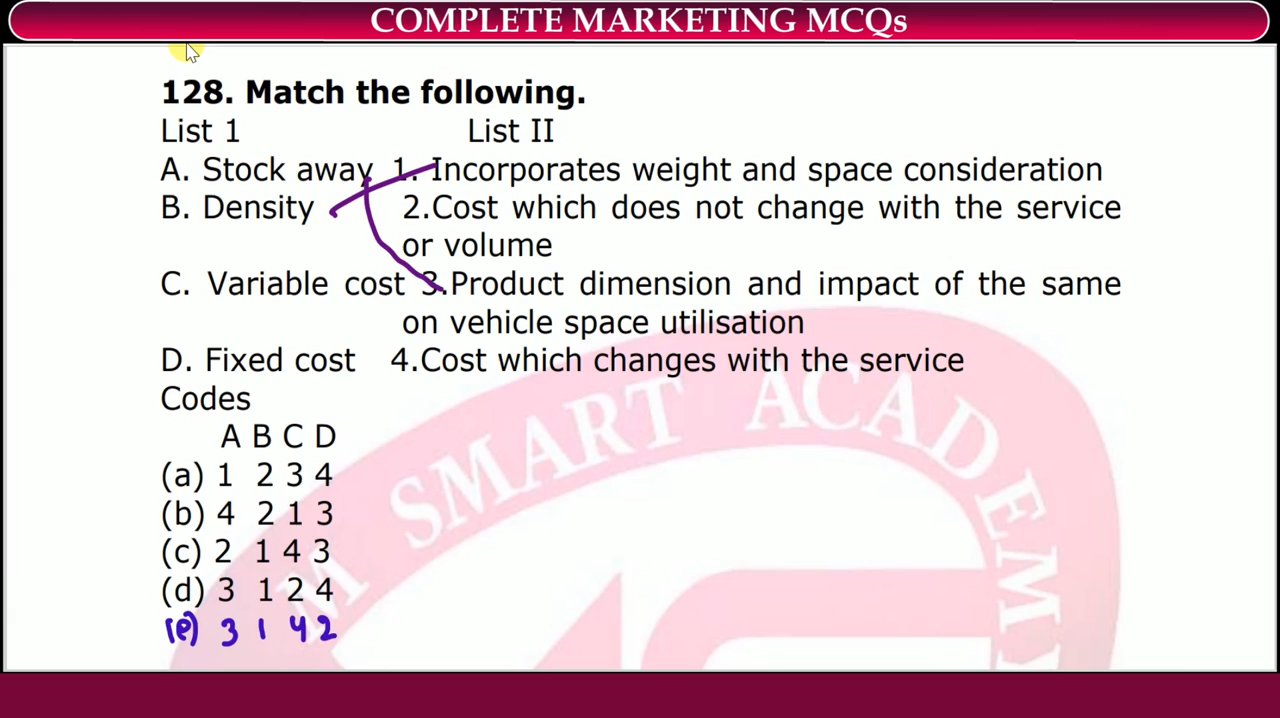 COMPLETE MARKETING MCQs
128. Match the following.
List 1 List II
A. Stock away 1. Incorporates weight and space consideration
B. Density 2.Cost which does not change with the service
or volume
C. Variable cost 3.Product dimension and impact of the same
on vehicle space utilisation
D. Fixed cost 4.Cost which changes with the service
Codes
A B C D
(a) 1 2 3 4
(b) 4 2 1 3
(c) 2 1 4 3
(d) 3 1 2 4
(e) 3 1 4 2
M SMART ACADEM